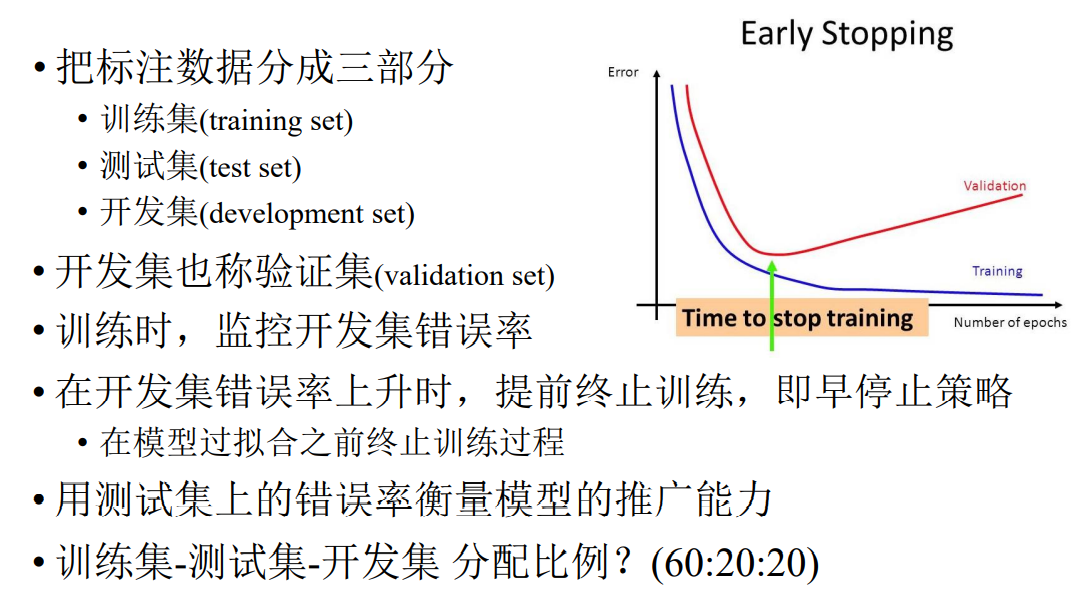 • 把标注数据分成三部分
• 训练集(training set)
• 测试集(test set)
• 开发集(development set)
• 开发集也称验证集(validation set)
• 训练时，监控开发集错误率
• 在开发集错误率上升时，提前终止训练，即早停止策略
• 在模型过拟合之前终止训练过程
• 用测试集上的错误率衡量模型的推广能力
• 训练集-测试集-开发集 分配比例？(60:20:20)
Early Stopping
Error
Validation
Training
Time to stop training
Number of epochs